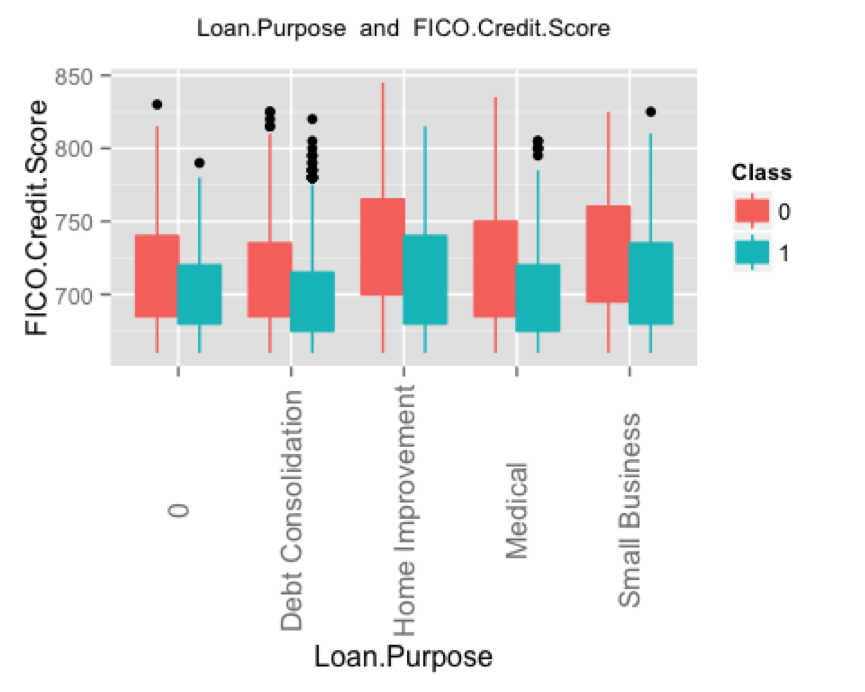 Loan.Purpose and FICO.Credit.Score
FICO.Credit.Score
850
800
750
700
Class
0
1
0
Debt Consolidation
Home Improvement
Medical
Small Business
Loan.Purpose